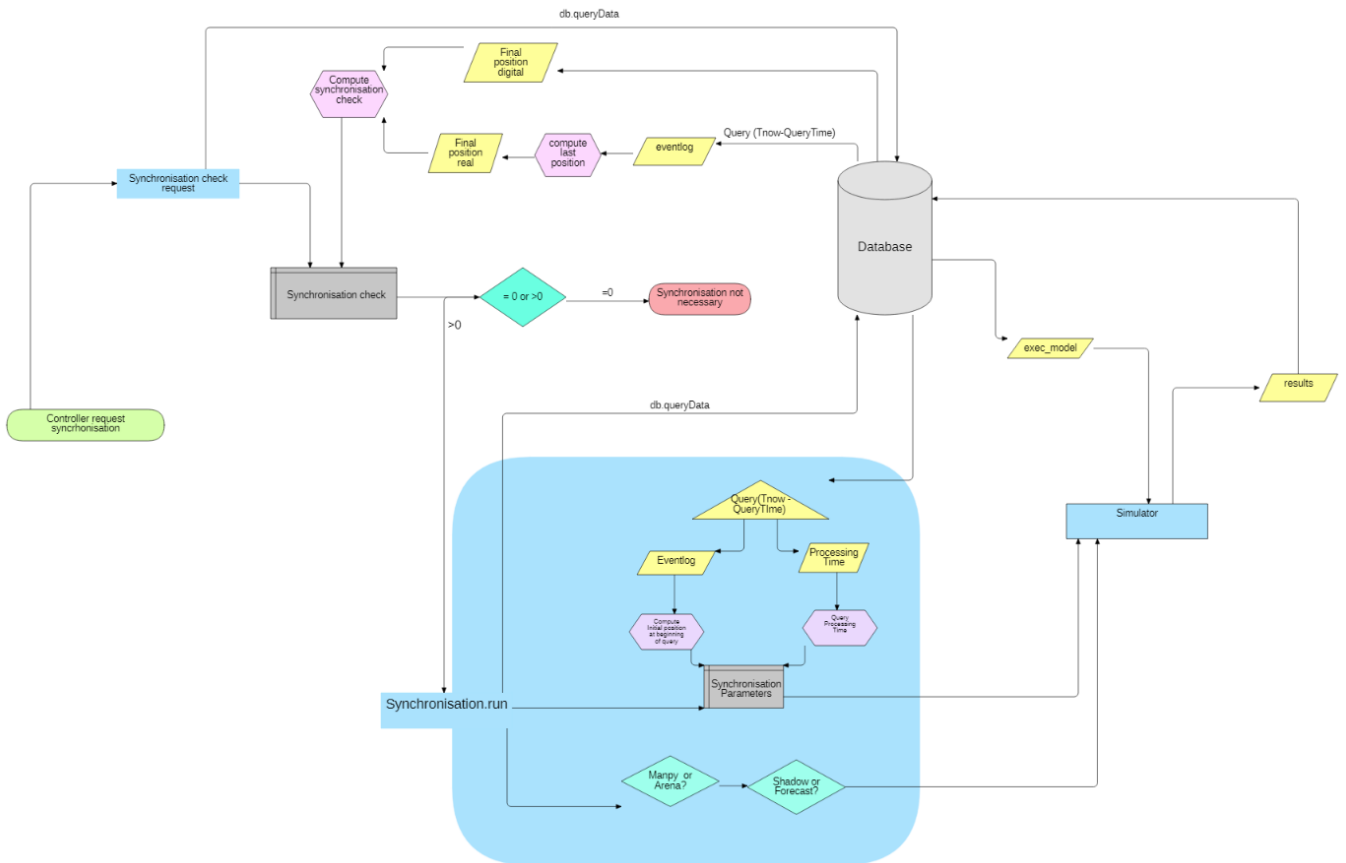 db.queryData
Final
position
digital
Compute
synchronisation
check
Query (Tnow-QueryTime)
Final
position
real
compute
last
position
eventlog
Synchronisation check
request
Database
Synchronisation check
= 0 or >0
=0
Synchronisation not
necessary
>0
exec_model
results
Controller request
syncrhonisation
db.queryData
Query(Tnow -
QueryTIme)
Simulator
Eventlog
Processing
Time
Compute
Initial position
at beginning
of query
Query
Processing
Time
Synchronisation
Parameters
Synchronisation.run
Manpy or
Arena?
Shadow or
Forecast?